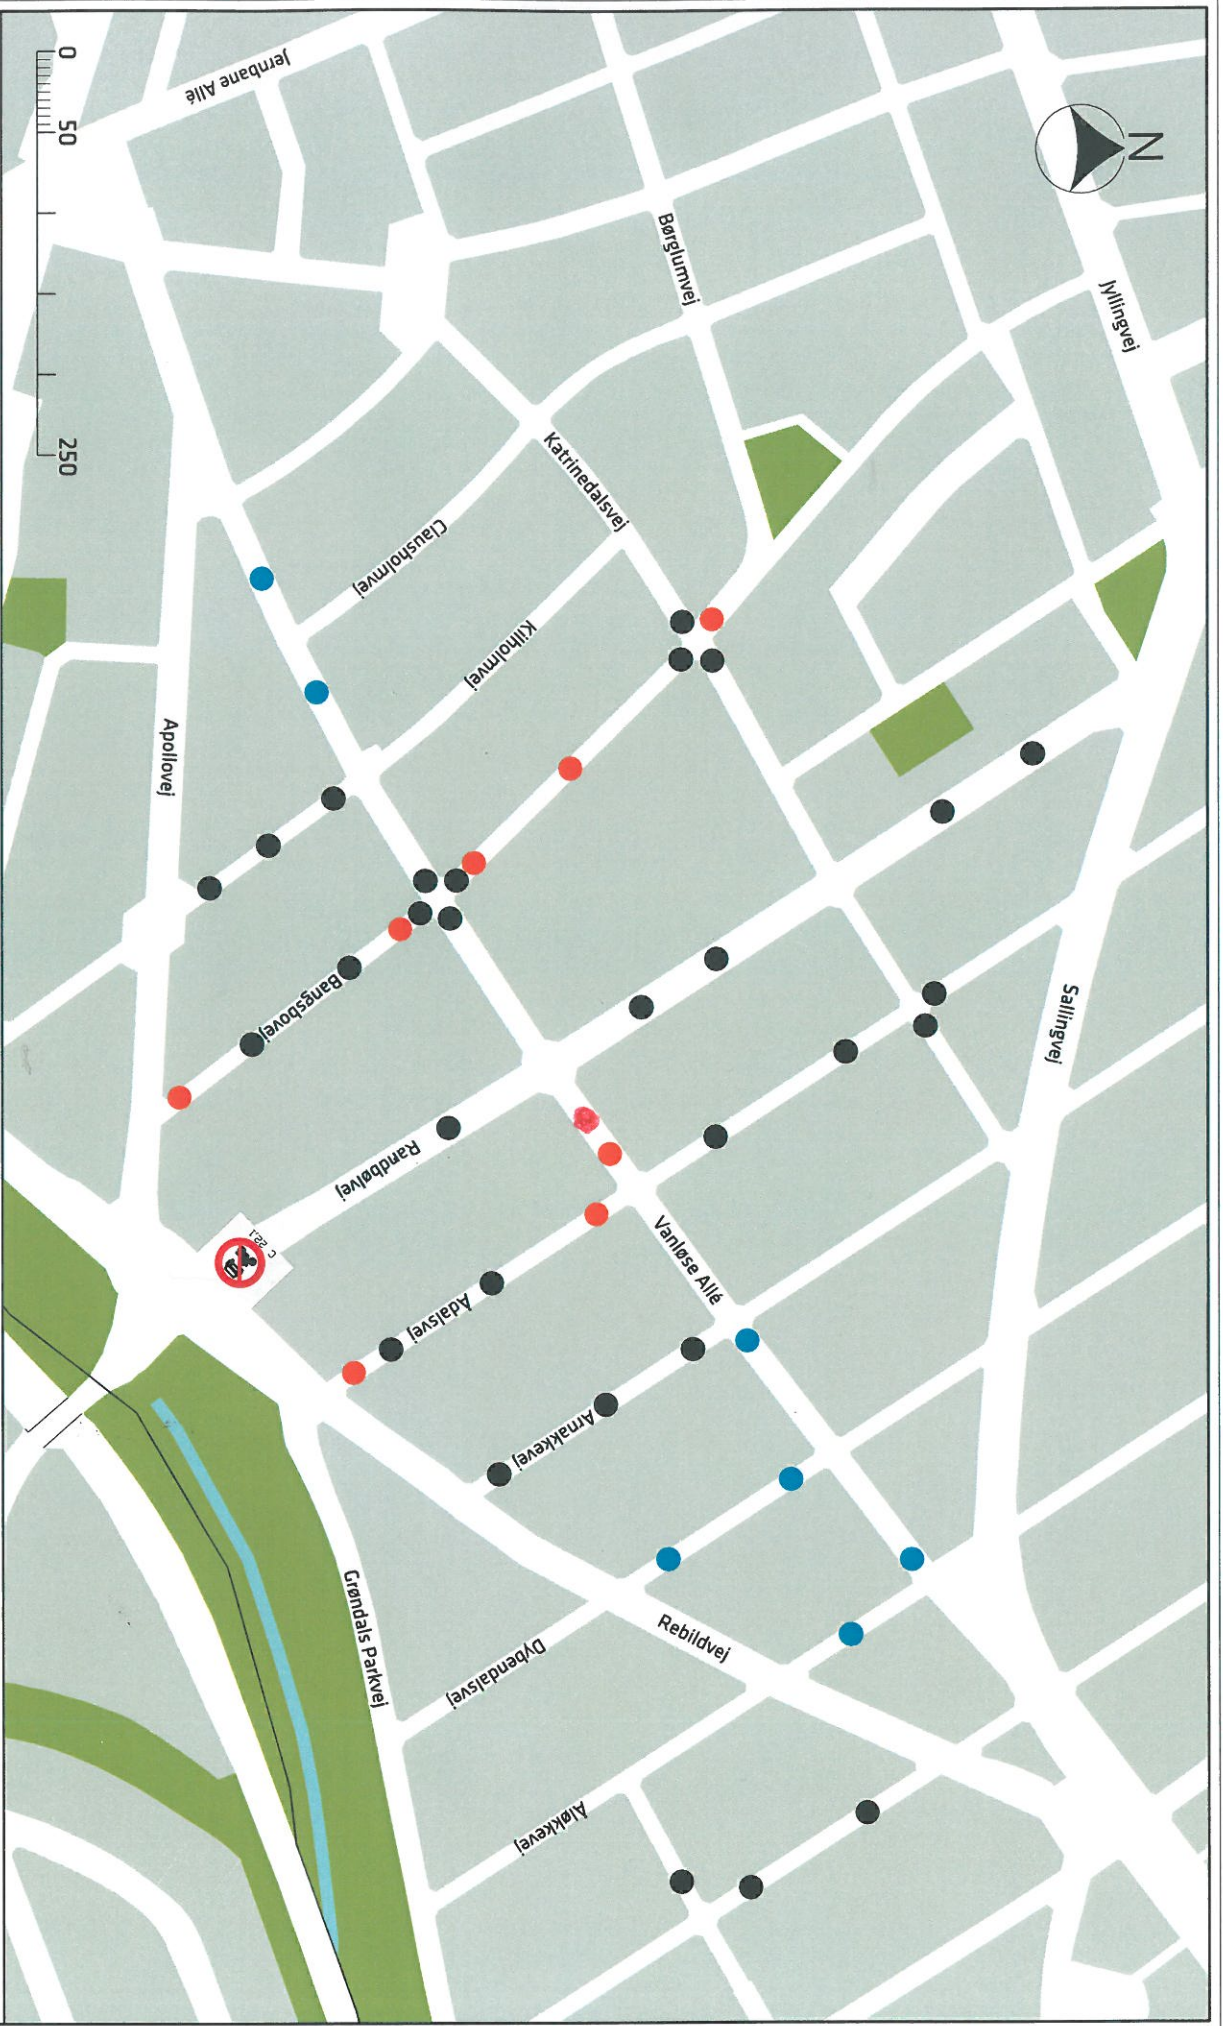 Jernbane Allé
0
50
250
N
Børglumvej
Jyllingvej
Katrinedalsvej
Clausholmvej
Kilholmvej
Apollovej
Bangsbovej
Sallingvej
Randbølvej
Vanløse Allé
C 22,1
Ådalsvej
Arnakkevej
Grøndals Parkvej
Rebildvej
Dybendalsvej
Åløkkevej